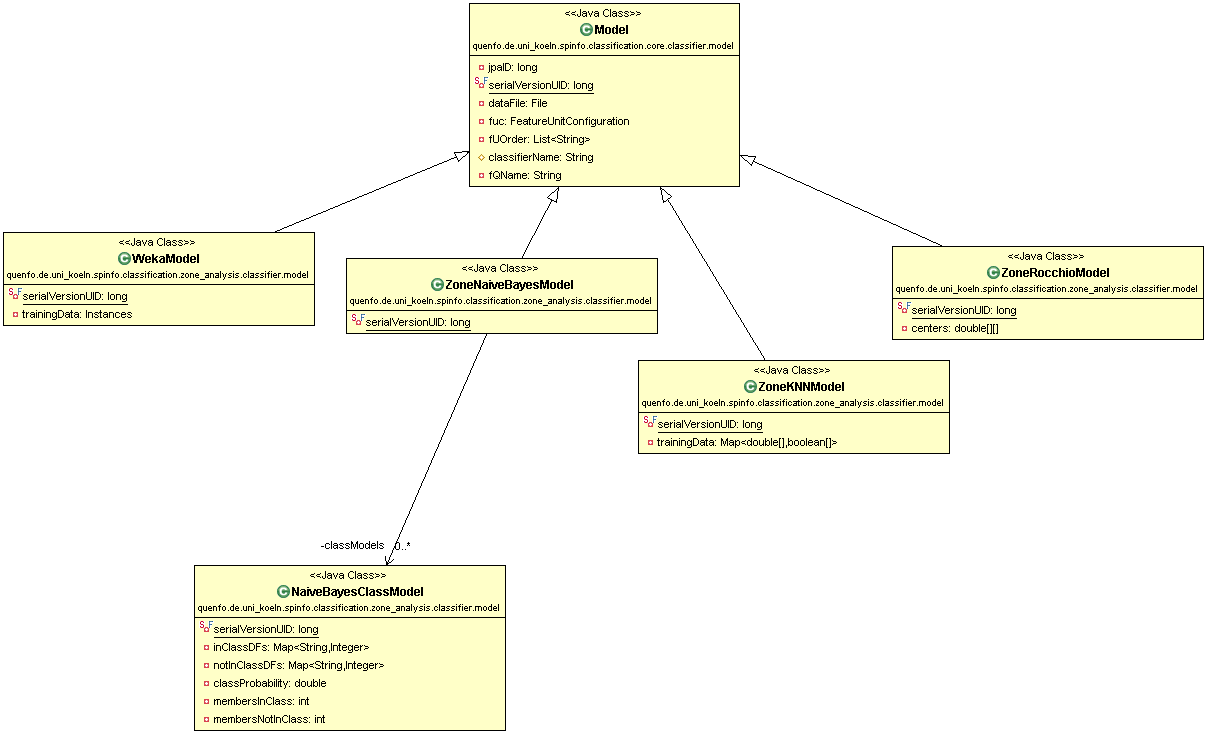 <<Java Class>>
Model
quenfo.de.uni_koeln.spinfo.classification.core.classifier.model
jpaID: long
serialVersionUID: long
dataFile: File
fuc: FeatureUnitConfiguration
fUOrder: List<String>
classifierName: String
fQName: String
<<Java Class>>
WekaModel
quenfo.de.uni_koeln.spinfo.classification.zone_analysis.classifier.model
serialVersionUID: long
trainingData: Instances
<<Java Class>>
ZoneNaiveBayesModel
quenfo.de.uni_koeln.spinfo.classification.zone_analysis.classifier.model
serialVersionUID: long
<<Java Class>>
ZoneRocchioModel
quenfo.de.uni_koeln.spinfo.classification.zone_analysis.classifier.model
serialVersionUID: long
centers: double[][]
<<Java Class>>
ZoneKNNModel
quenfo.de.uni_koeln.spinfo.classification.zone_analysis.classifier.model
serialVersionUID: long
trainingData: Map<double[],boolean[]>
-classModels 0..*
<<Java Class>>
NaiveBayesClassModel
quenfo.de.uni_koeln.spinfo.classification.zone_analysis.classifier.model
serialVersionUID: long
inClassDFs: Map<String,Integer>
notInClassDFs: Map<String,Integer>
classProbability: double
membersInClass: int
membersNotInClass: int